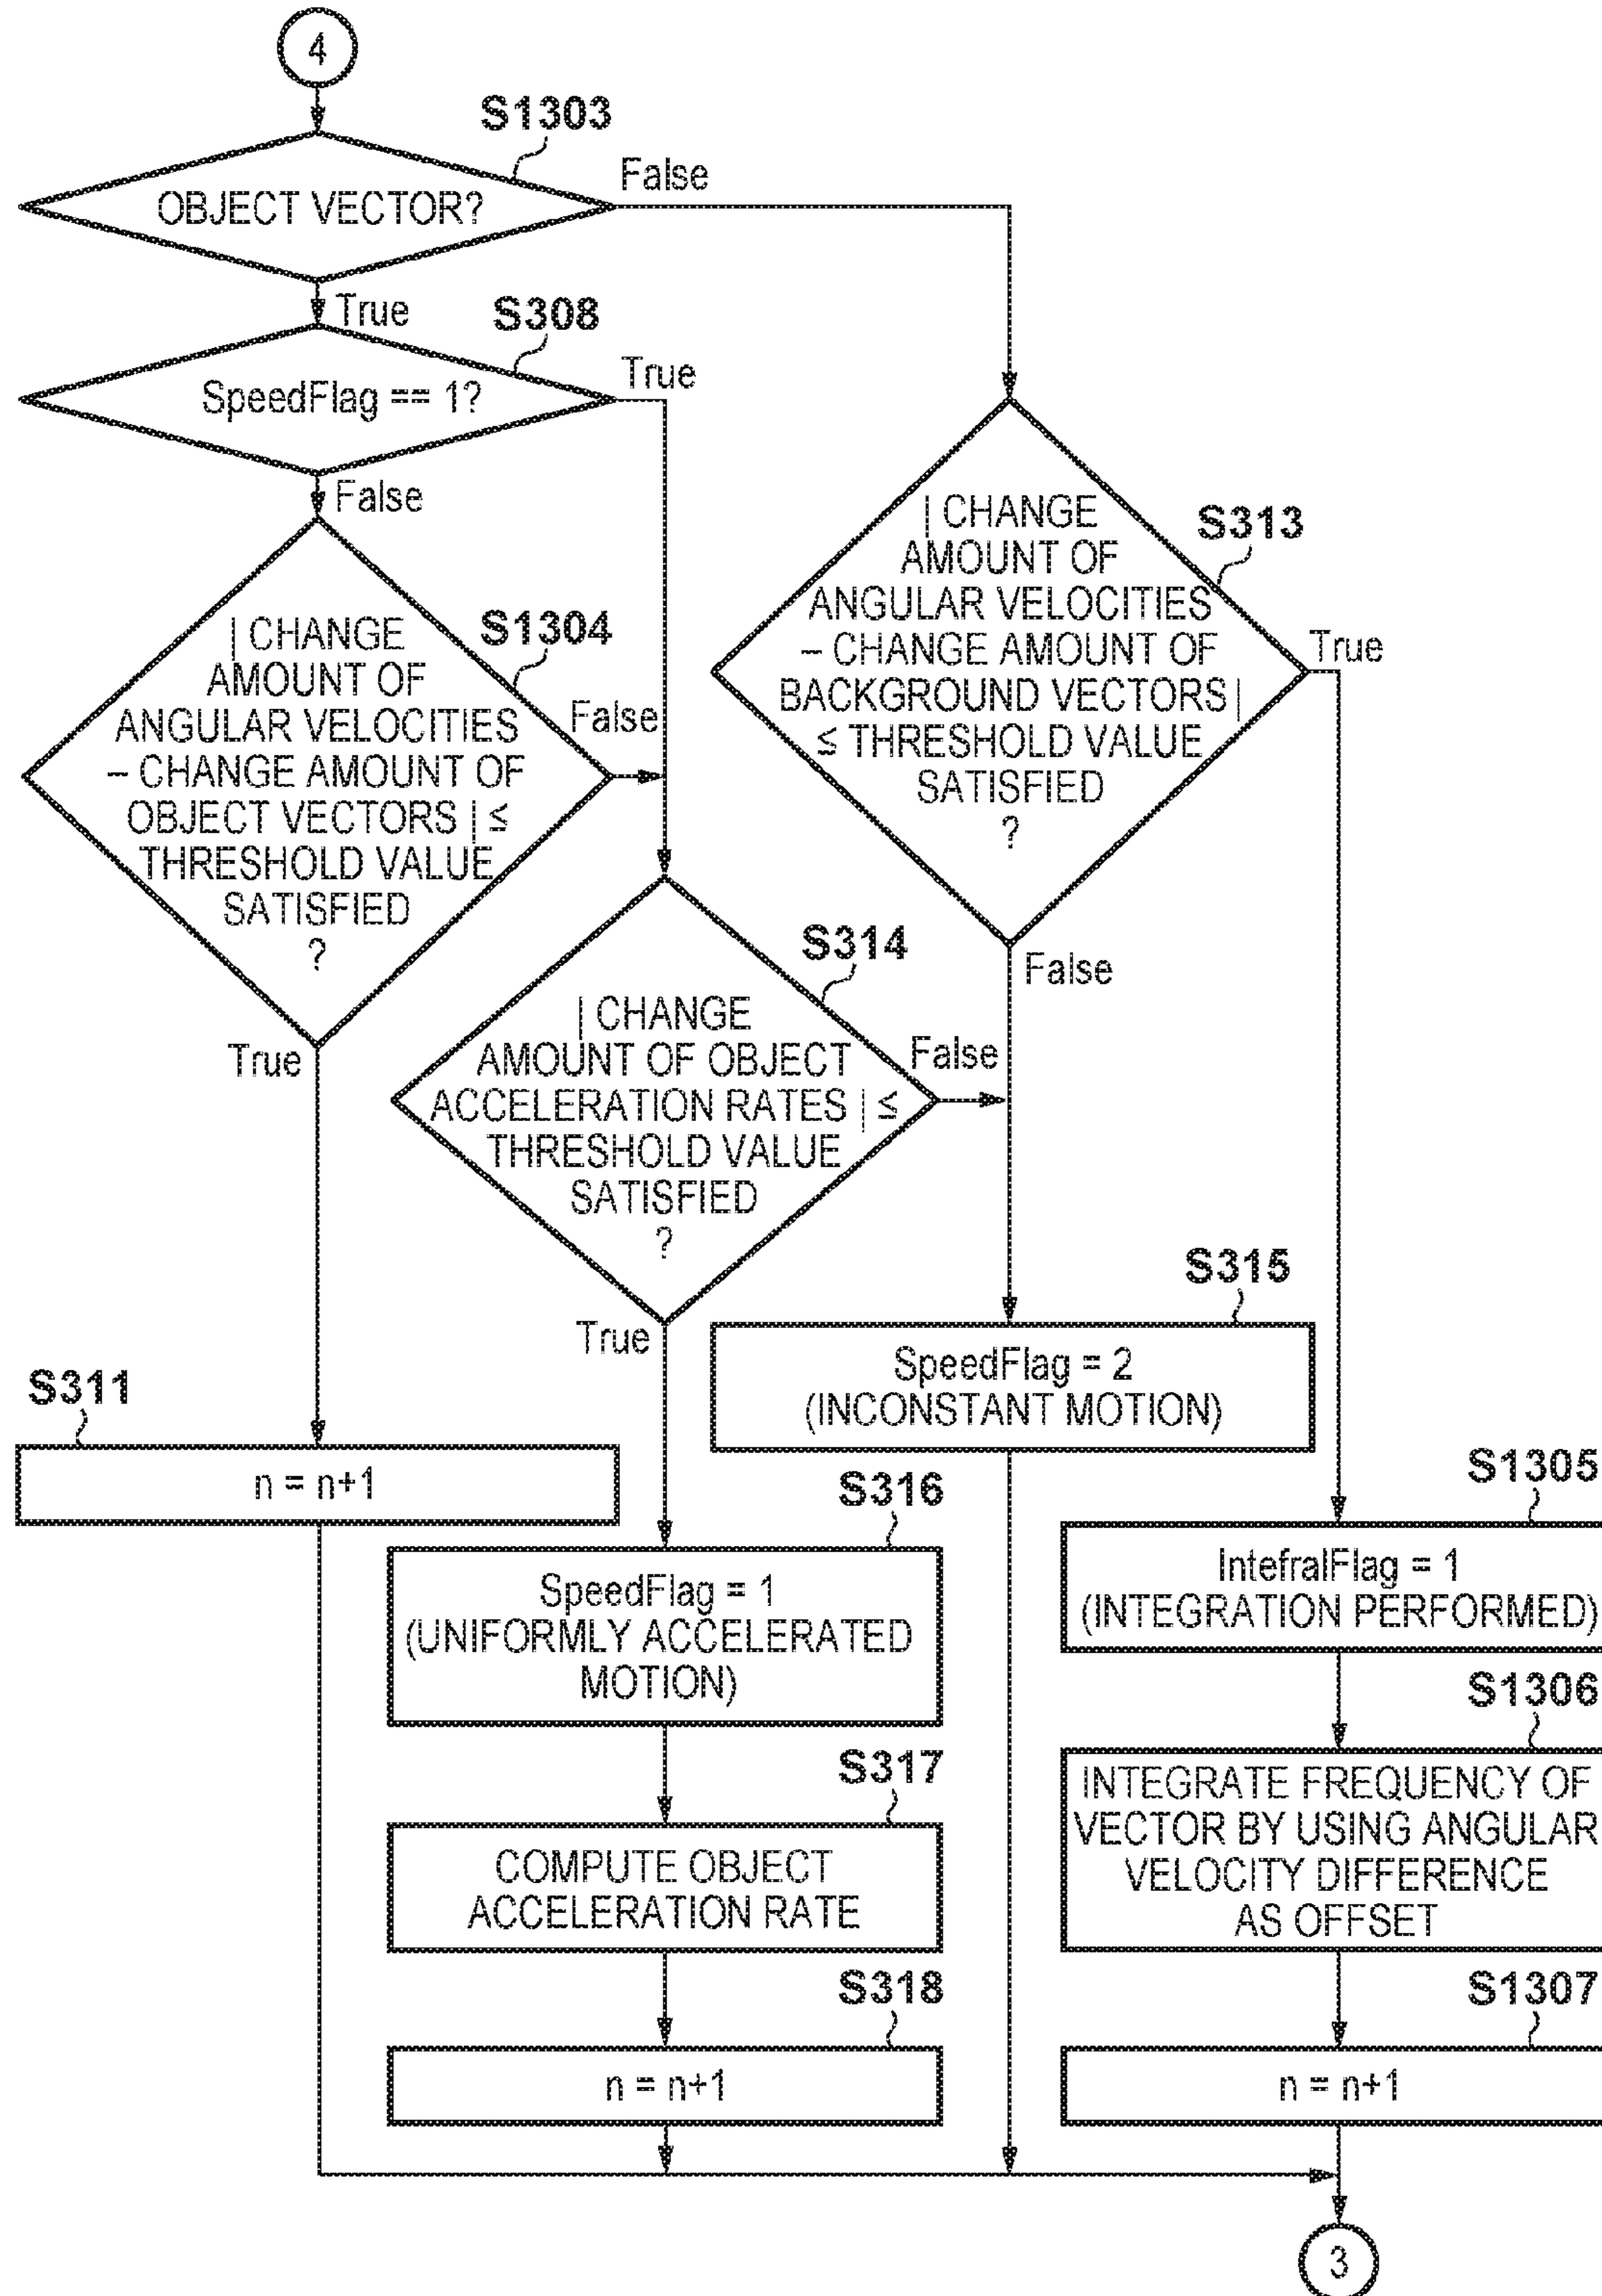 4
S1303
False
OBJECT VECTOR?
True
S308
True
SpeedFlag == 1?
False
S1304
| CHANGE
AMOUNT OF
ANGULAR VELOCITIES
– CHANGE AMOUNT OF
OBJECT VECTORS | ≤
THRESHOLD VALUE
SATISFIED
?
False
True
S313
| CHANGE
AMOUNT OF
ANGULAR VELOCITIES
– CHANGE AMOUNT OF
BACKGROUND VECTORS |
≤ THRESHOLD VALUE
SATISFIED
?
True
False
S314
| CHANGE
AMOUNT OF OBJECT
ACCELERATION RATES | ≤
THRESHOLD VALUE
SATISFIED
?
False
True
S315
SpeedFlag = 2
(INCONSTANT MOTION)
S311
n = n+1
S316
SpeedFlag = 1
(UNIFORMLY ACCELERATED
MOTION)
S317
COMPUTE OBJECT
ACCELERATION RATE
S318
n = n+1
S1305
IntefralFlag = 1
(INTEGRATION PERFORMED)
S1306
INTEGRATE FREQUENCY OF
VECTOR BY USING ANGULAR
VELOCITY DIFFERENCE
AS OFFSET
S1307
n = n+1
3